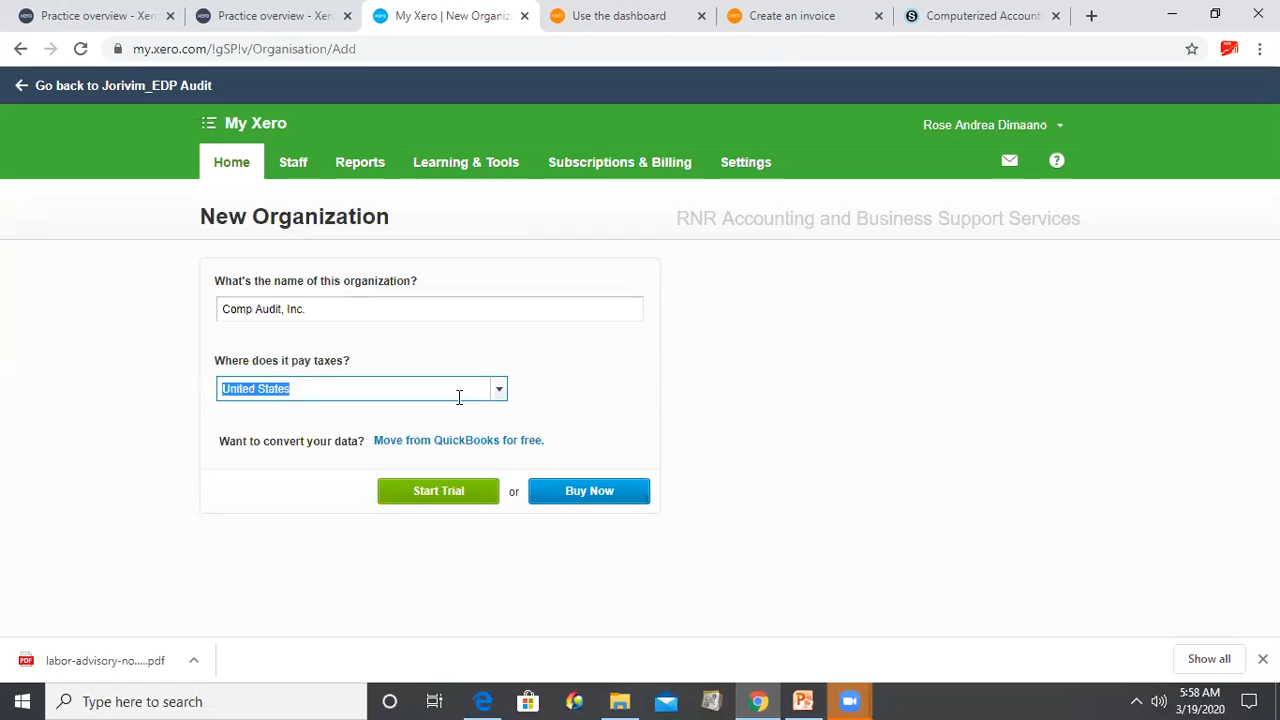 Practice overview - Xer
Practice overview - Xer
My Xero | New Organiz
Use the dashboard
Create an invoice
Computerized Account
my.xero.com/!gSP!v/Organisation/Add
Go back to Jorivim_EDP Audit
My Xero
Rose Andrea Dimaano
Home
Staff
Reports
Learning & Tools
Subscriptions & Billing
Settings
New Organization
RNR Accounting and Business Support Services
What's the name of this organization?
Comp Audit, Inc.
Where does it pay taxes?
United States
Want to convert your data? Move from QuickBooks for free.
Start Trial
or
Buy Now
PDF
labor-advisory-no.....pdf
Show all
Type here to search
5:58 AM
3/19/2020